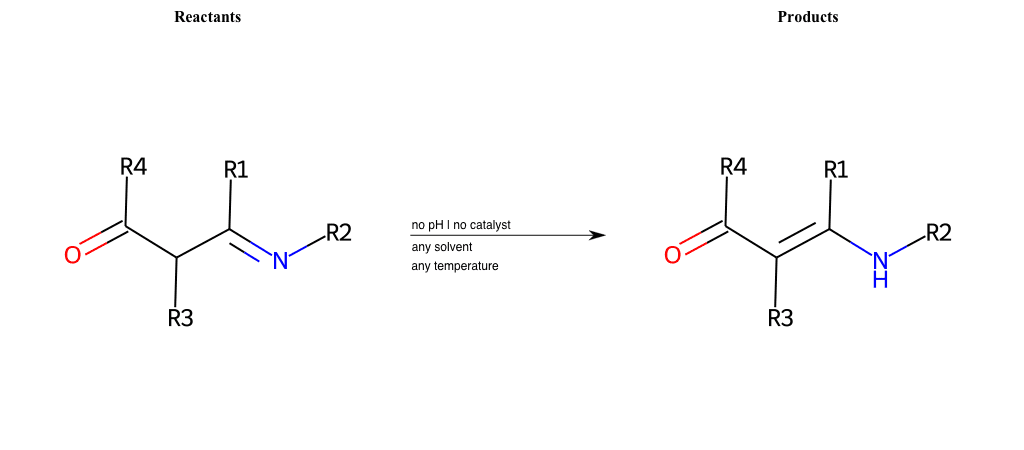 Reactants
Products
R4
R1
O
N
R2
R3
no pH | no catalyst
any solvent
any temperature
R4
R1
O
N
H
R2
R3